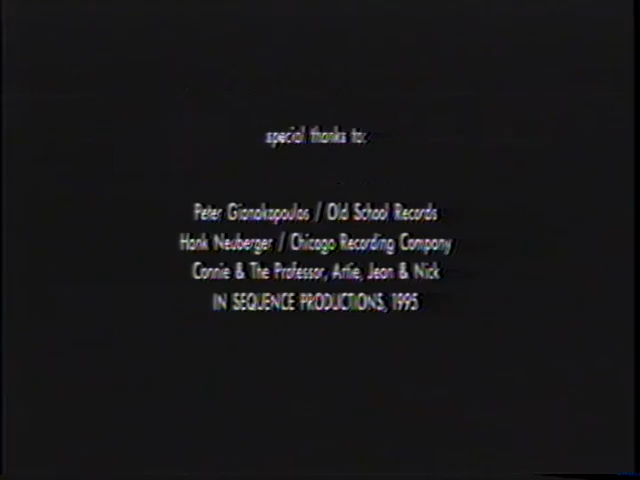 special thanks to:
Peter Gianakopoulos / Old School Records
Hank Neuberger / Chicago Recording Company
Connie & The Professor, Artie, Jean & Nick
IN SEQUENCE PRODUCTIONS, 1995